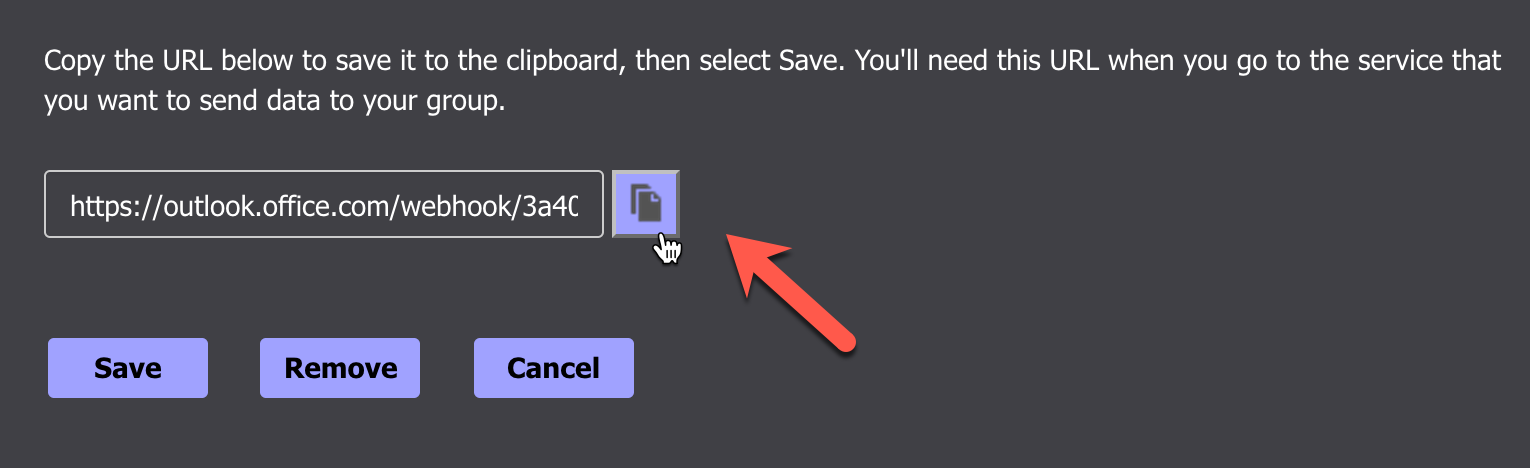 Copy the URL below to save it to the clipboard, then select Save. You'll need this URL when you go to the service that
you want to send data to your group.
https://outlook.office.com/webhook/3a40
Save Remove Cancel